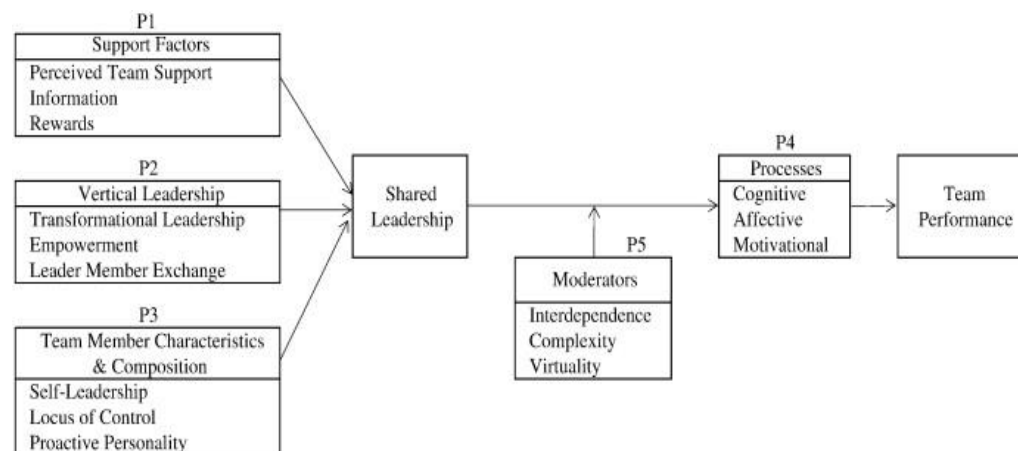 P1
Support Factors
Perceived Team Support
Information
Rewards
P2
Vertical Leadership
Transformational Leadership
Empowerment
Leader Member Exchange
P3
Team Member Characteristics
& Composition
Self-Leadership
Locus of Control
Proactive Personality
Shared
Leadership
P5
Moderators
Interdependence
Complexity
Virtuality
P4
Processes
Cognitive
Affective
Motivational
Team
Performance